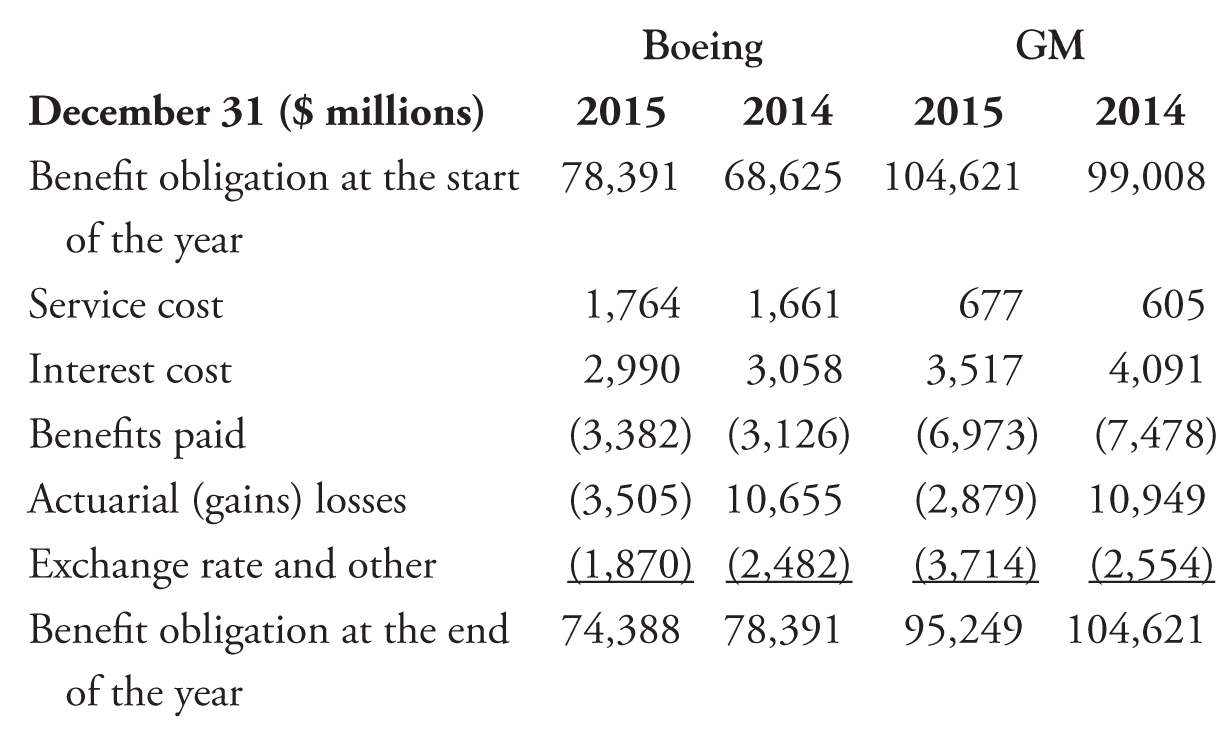 Boeing GM
December 31 ($ millions) 2015 2014 2015 2014
Benefit obligation at the start 78,391 68,625 104,621 99,008
of the year
Service cost 1,764 1,661 677 605
Interest cost 2,990 3,058 3,517 4,091
Benefits paid (3,382) (3,126) (6,973) (7,478)
Actuarial (gains) losses (3,505) 10,655 (2,879) 10,949
Exchange rate and other (1,870) (2,482) (3,714) (2,554)
Benefit obligation at the end 74,388 78,391 95,249 104,621
of the year